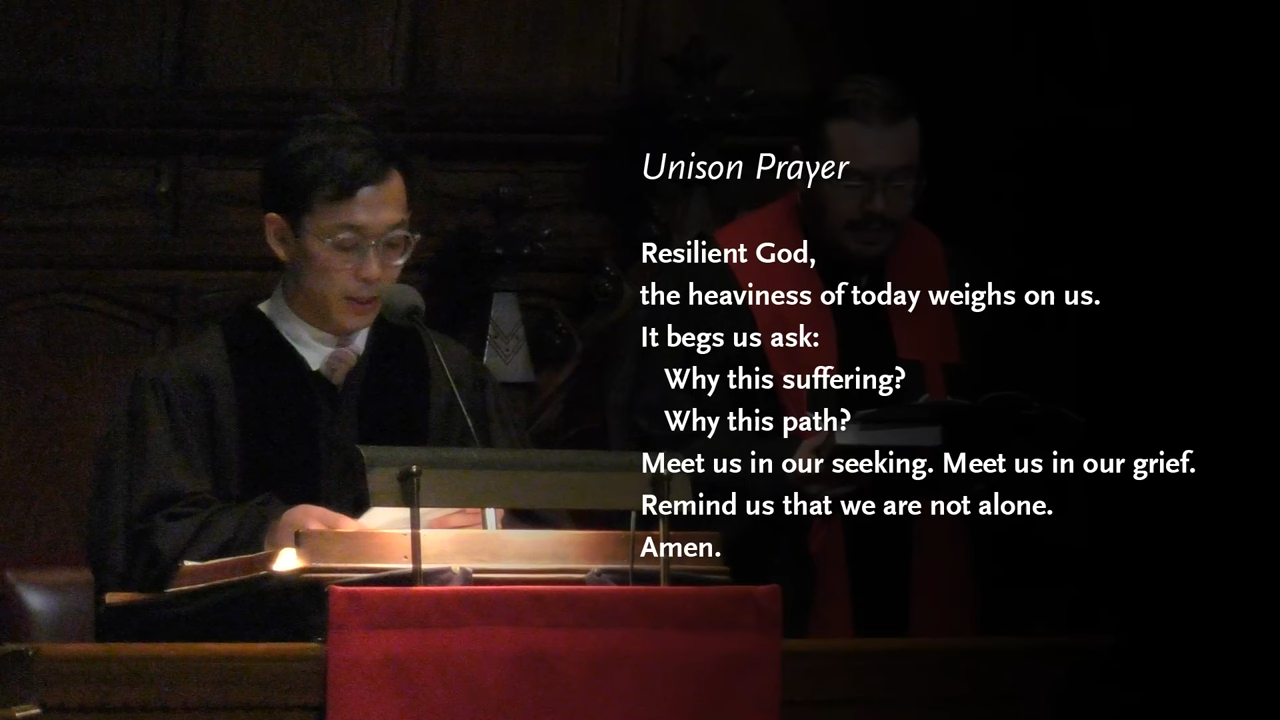 Unison Prayer
Resilient God,
the heaviness of today weighs on us.
It begs us ask:
Why this suffering?
Why this path?
Meet us in our seeking. Meet us in our grief.
Remind us that we are not alone.
Amen.